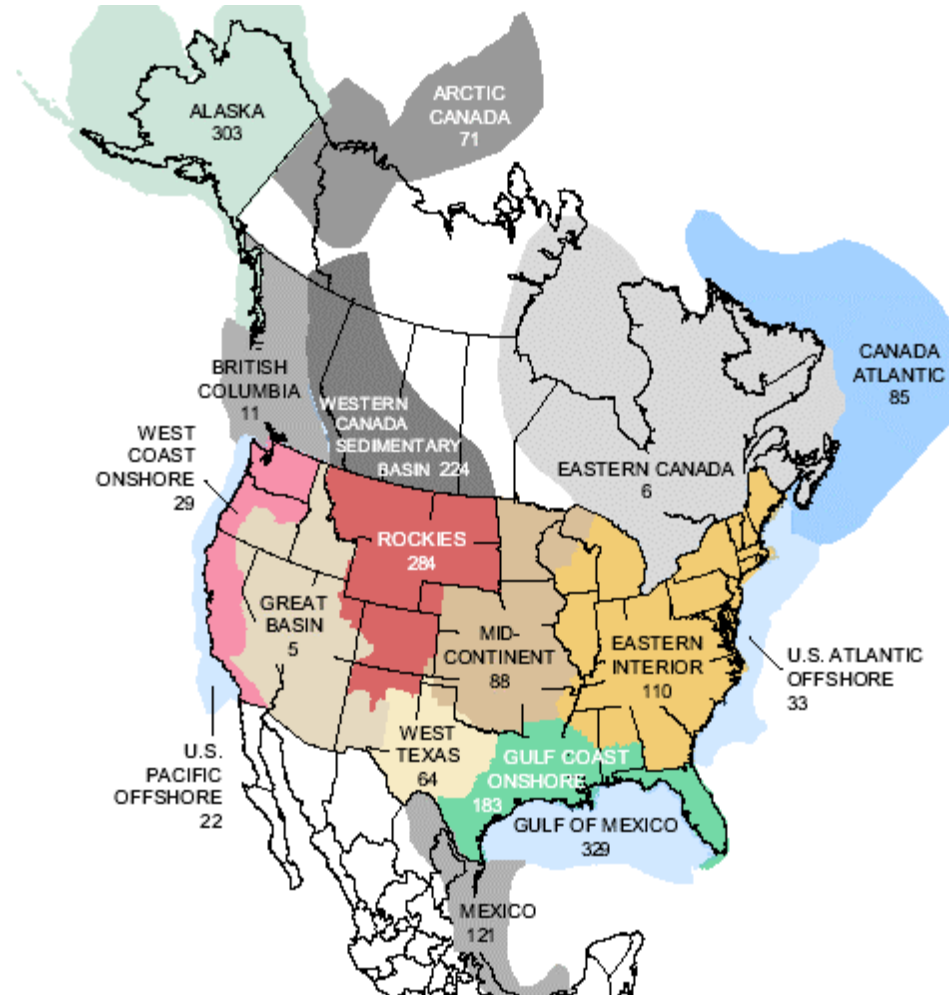 ALASKA
303
ARCTIC
CANADA
71
BRITISH
COLUMBIA
11
WESTERN
CANADA
SEDIMENTARY
BASIN 224
CANADA
ATLANTIC
85
WEST
COAST
ONSHORE
29
EASTERN CANADA
6
ROCKIES
284
GREAT
BASIN
5
MID-
CONTINENT
88
EASTERN
INTERIOR
110
U.S. ATLANTIC
OFFSHORE
33
U.S.
PACIFIC
OFFSHORE
22
WEST
TEXAS
64
GULF COAST
ONSHORE
183
GULF OF MEXICO
329
MEXICO
121